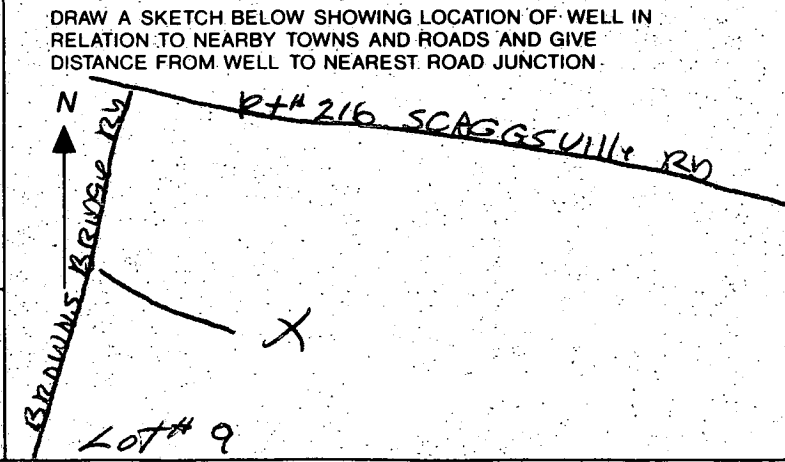 DRAW A SKETCH BELOW SHOWING LOCATION OF WELL IN
RELATION TO NEARBY TOWNS AND ROADS AND GIVE
DISTANCE FROM WELL TO NEAREST ROAD JUNCTION
N
Rt# 216 SCAGGSVIlle RD
BROWNS BRIDGE RD
X
LOT# 9